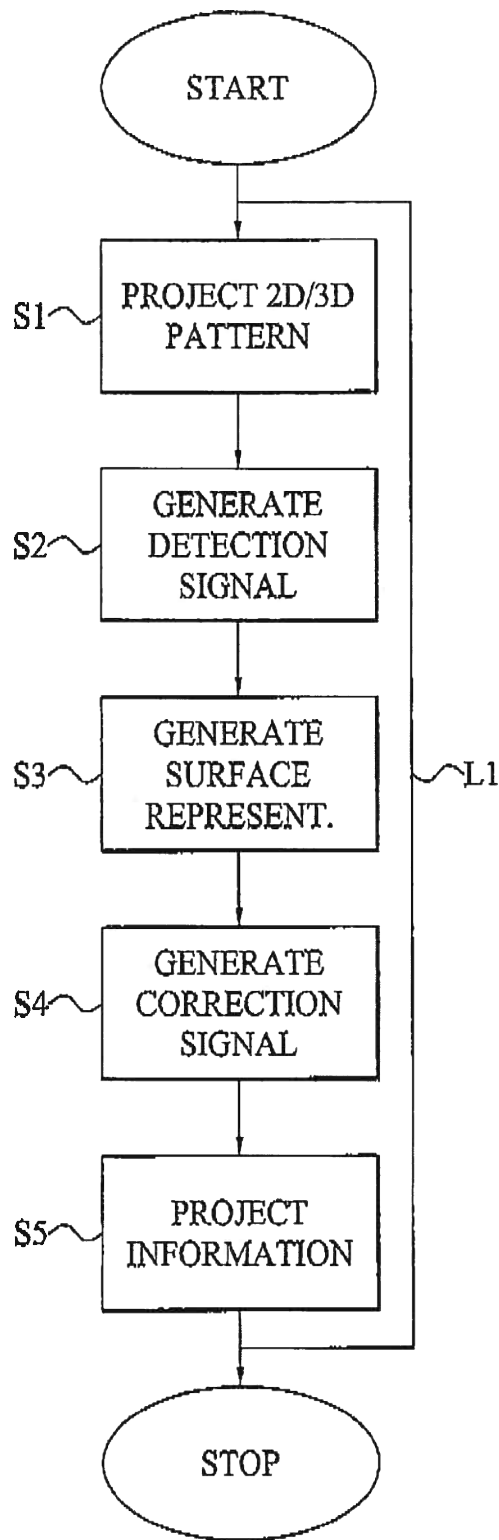 START
S1
PROJECT 2D/3D
PATTERN
S2
GENERATE
DETECTION
SIGNAL
S3
GENERATE
SURFACE
REPRESENT.
L1
S4
GENERATE
CORRECTION
SIGNAL
S5
PROJECT
INFORMATION
STOP